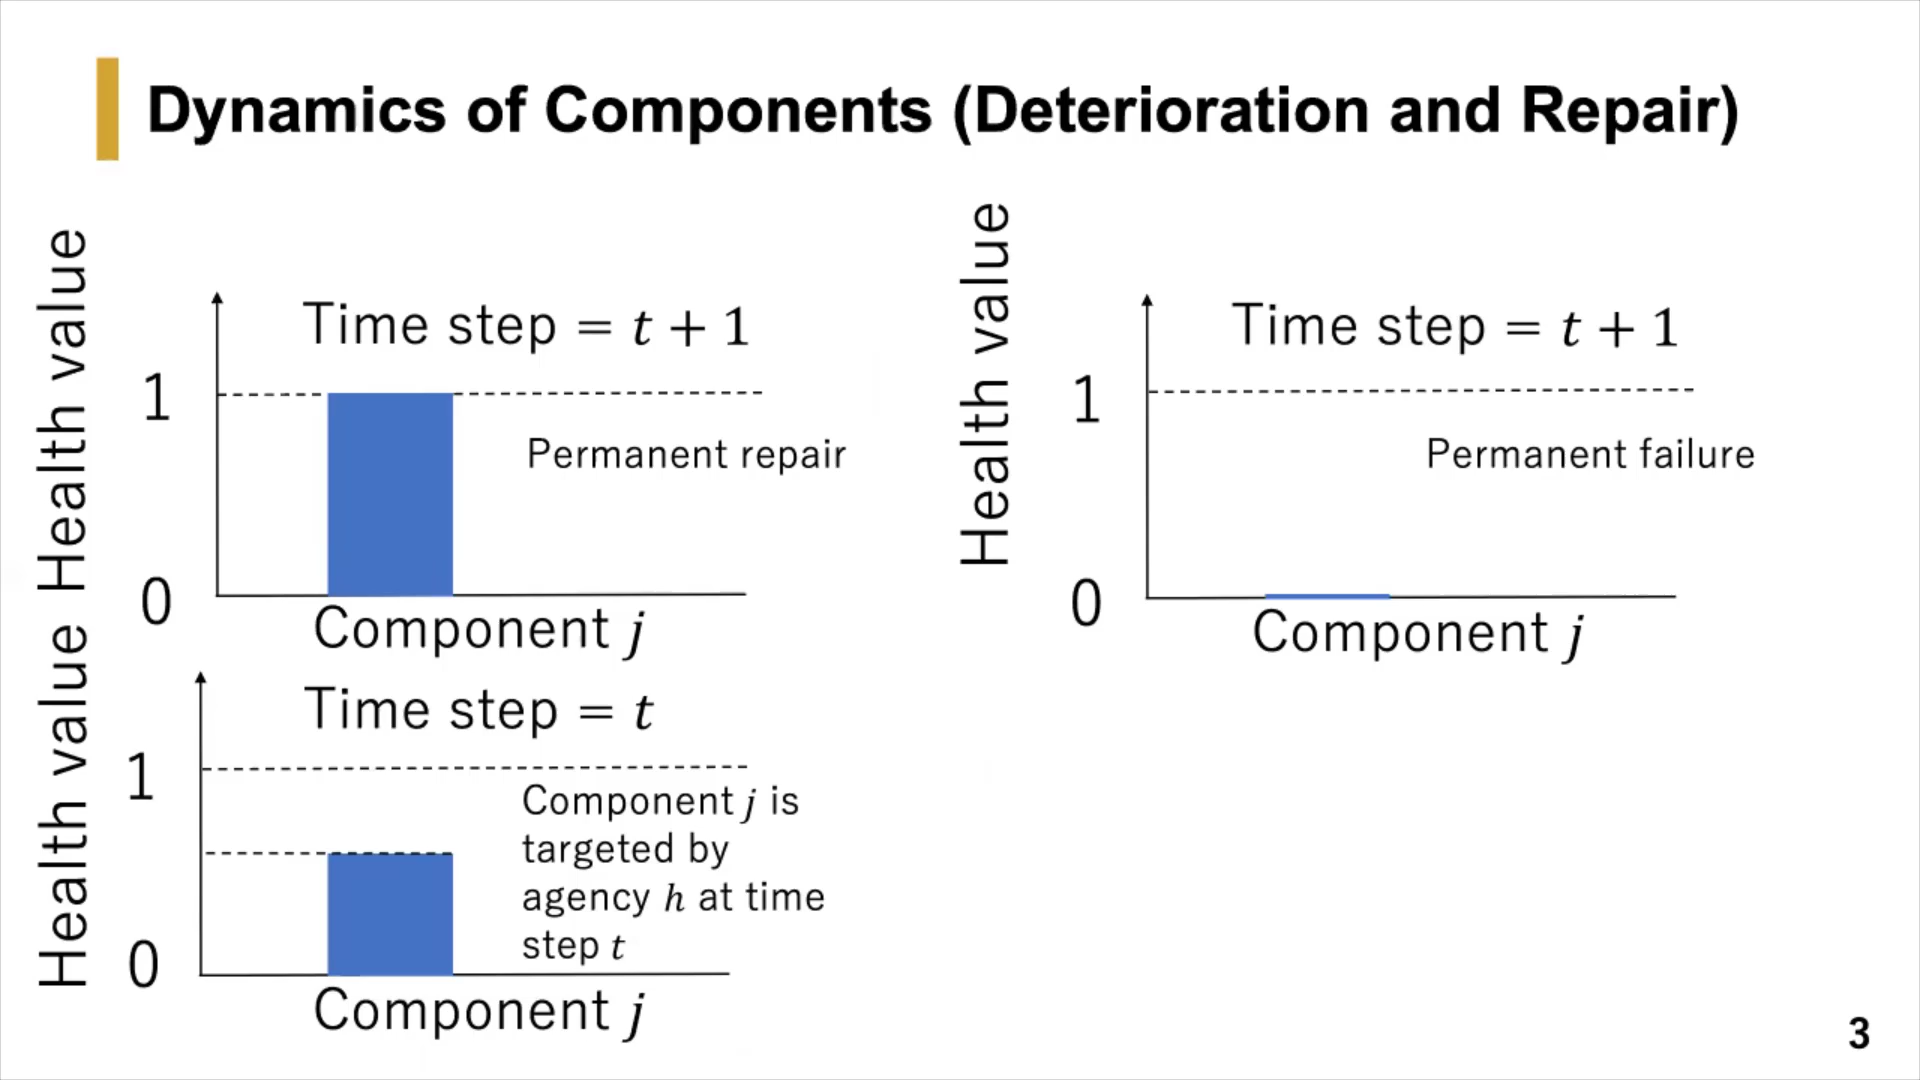 Dynamics of Components (Deterioration and Repair)
Health value
Time step = t + 1
1
Permanent repair
0
Component j
Health value
Time step = t + 1
1
Permanent failure
0
Component j
Health value
Time step = t
1
Component j is
targeted by
agency h at time
step t
0
Component j
3